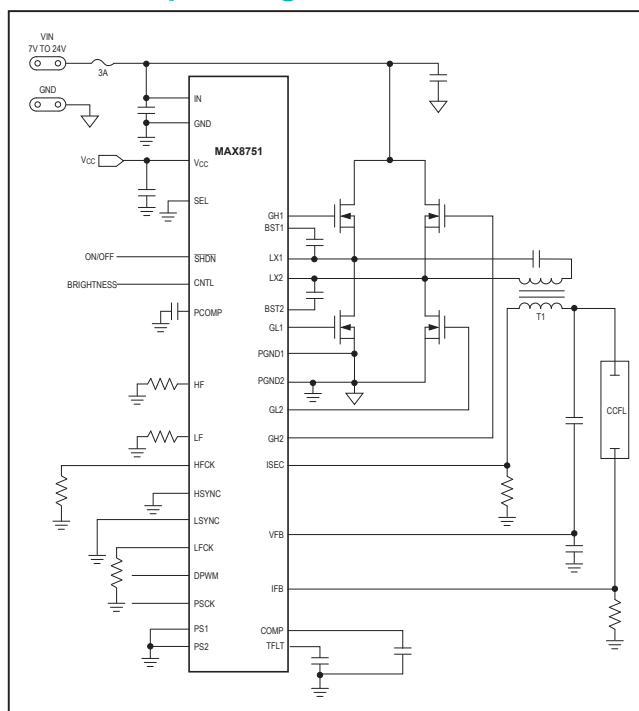 VIN
7V TO 24V
3A
GND
IN
GND
MAX8751
VCC
VCC
SEL
GH1
BST1
ON/OFF
SHDN
LX1
BRIGHTNESS
CNTL
LX2
PCOMP
BST2
T1
GL1
PGND1
HF
PGND2
CCFL
GL2
LF
GH2
HFCK
ISEC
HSYNC
LSYNC
VFB
LFCK
DPWM
IFB
PSCK
PS1
COMP
PS2
TFLT